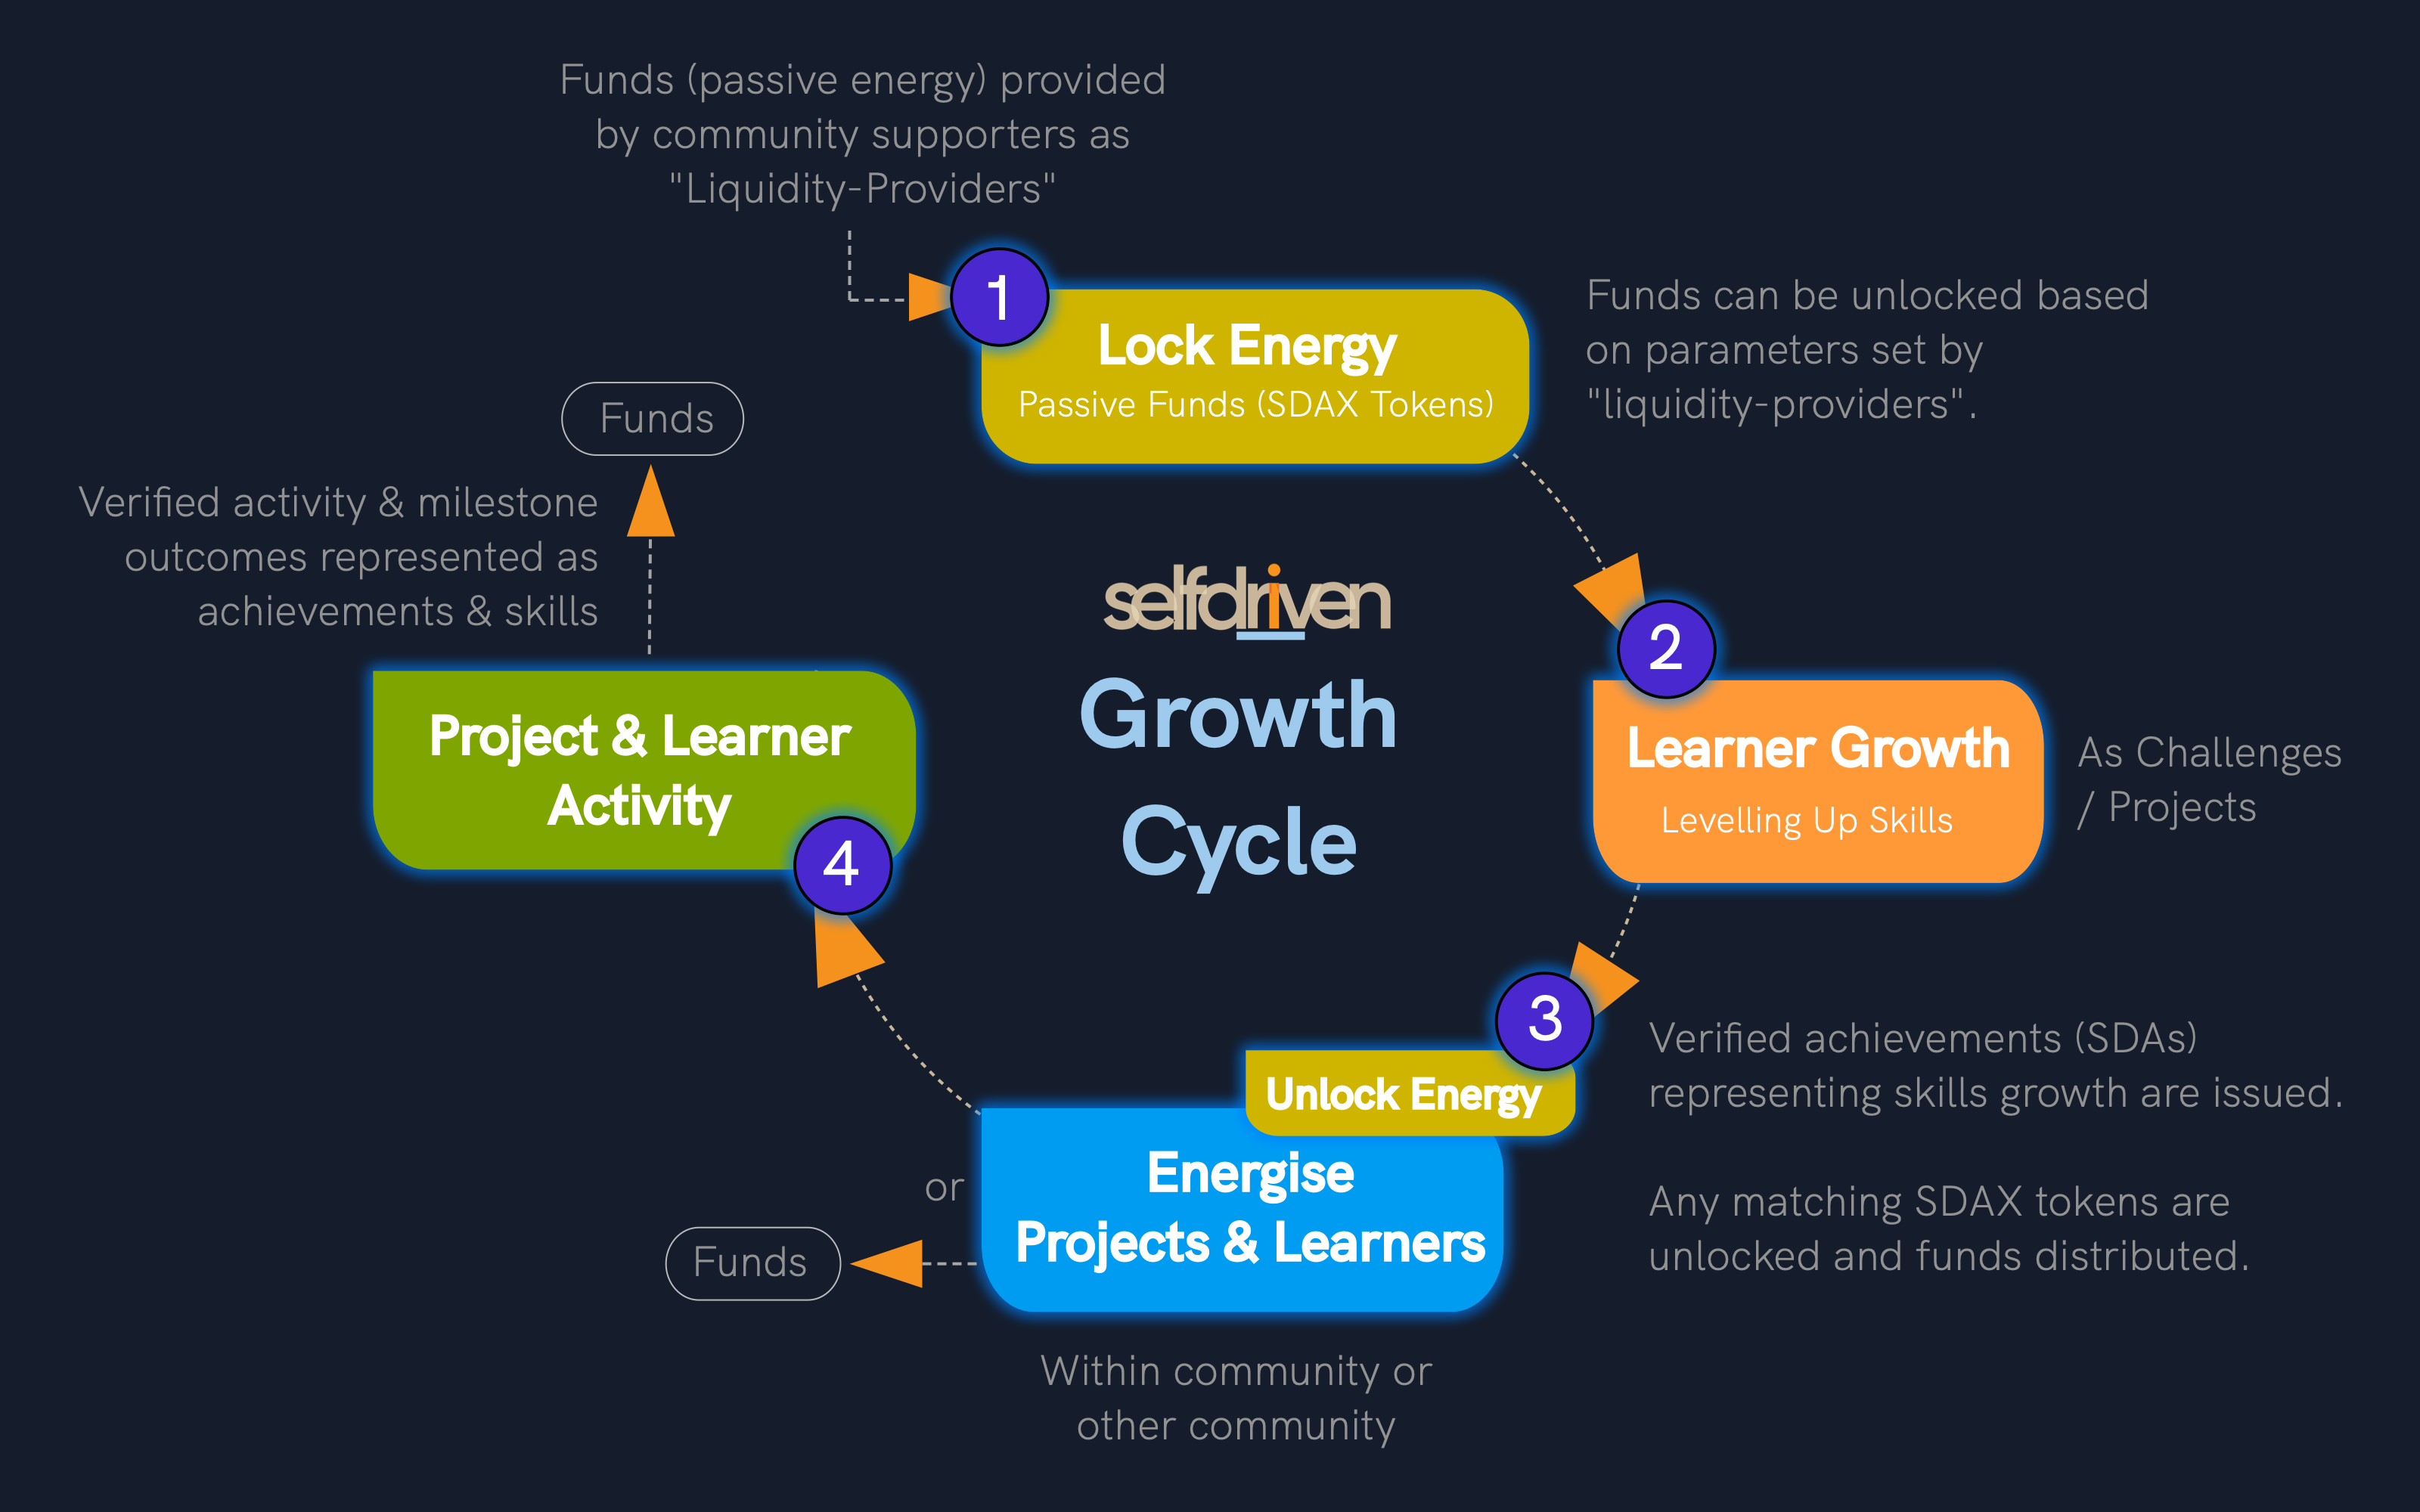 Funds (passive energy) provided
by community supporters as
"Liquidity-Providers"
1
Lock Energy
Passive Funds (SDAX Tokens)
Funds can be unlocked based
on parameters set by
"liquidity-providers".
2
Learner Growth
Levelling Up Skills
As Challenges
/ Projects
3
Unlock Energy
Verified achievements (SDAs)
representing skills growth are issued.
Any matching SDAX tokens are
unlocked and funds distributed.
Energise
Projects & Learners
Within community or
other community
or
Funds
4
Project & Learner
Activity
Verified activity & milestone
outcomes represented as
achievements & skills
Funds
selfdriven
Growth
Cycle